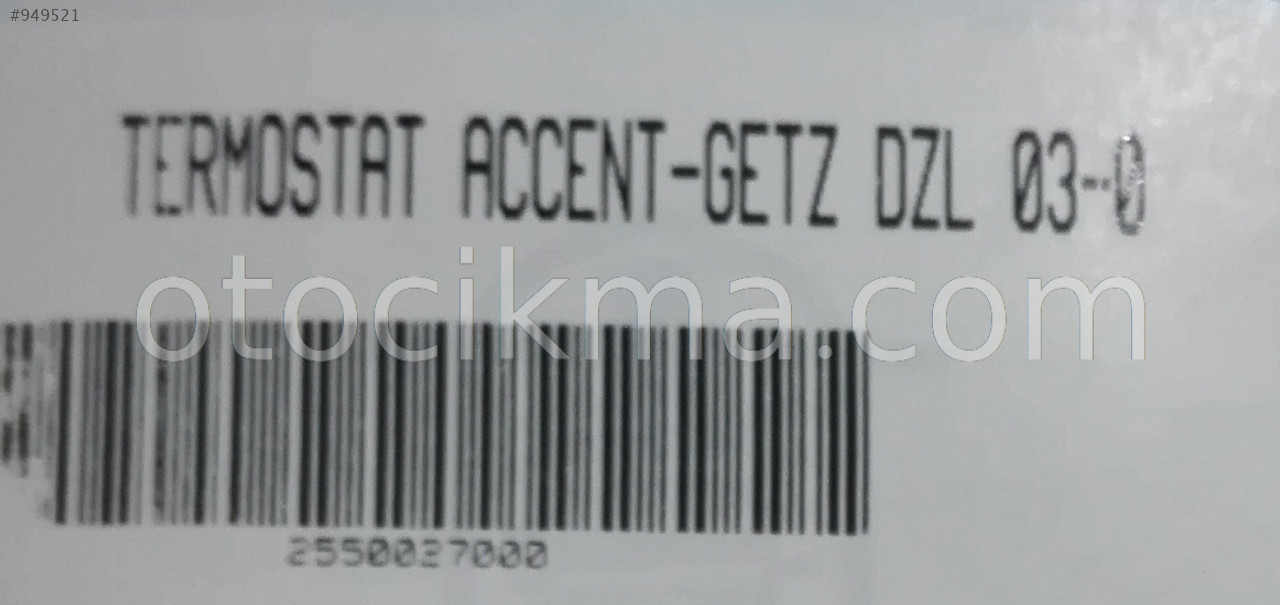 #949521
TERMOSTAT ACCENT-GETZ DZL 03-0
otocikma.com
2550027000